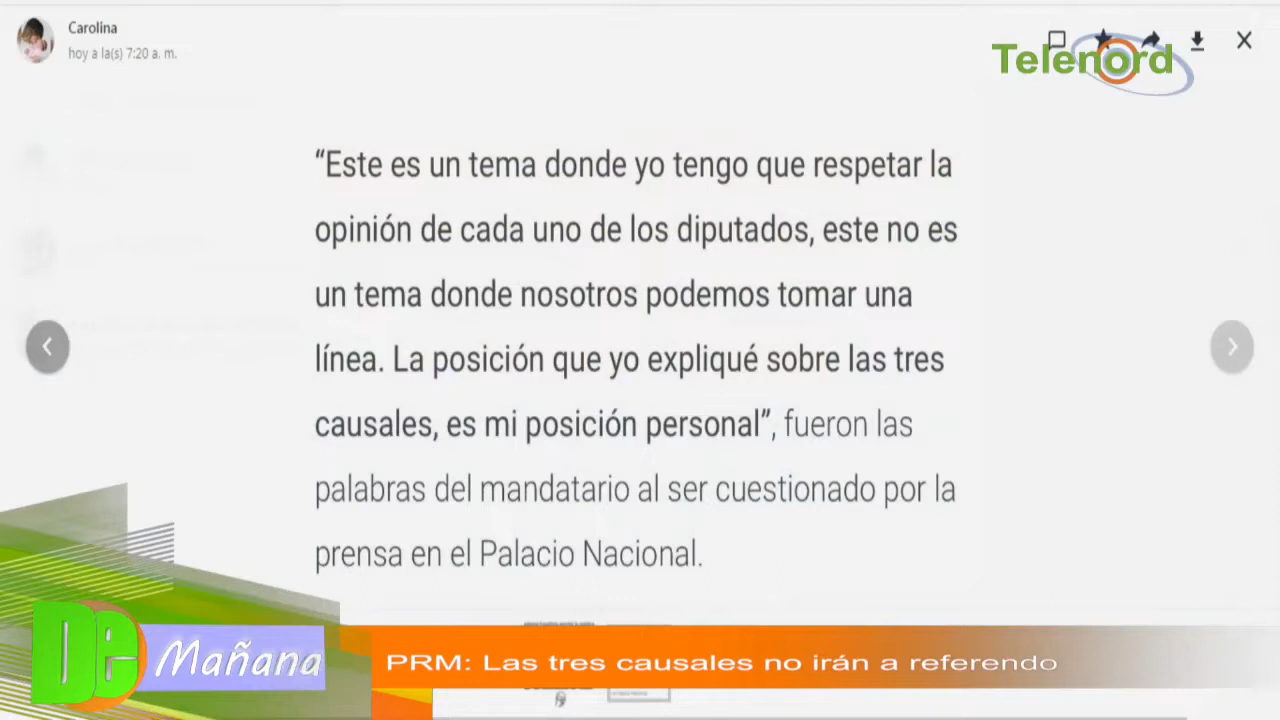 Carolina
hoy a la(s) 7:20 a. m.
Telenord
“Este es un tema donde yo tengo que respetar la
opinión de cada uno de los diputados, este no es
un tema donde nosotros podemos tomar una
línea. La posición que yo expliqué sobre las tres
causales, es mi posición personal”, fueron las
palabras del mandatario al ser cuestionado por la
prensa en el Palacio Nacional.
De Mañana
PRM: Las tres causales no irán a referendo